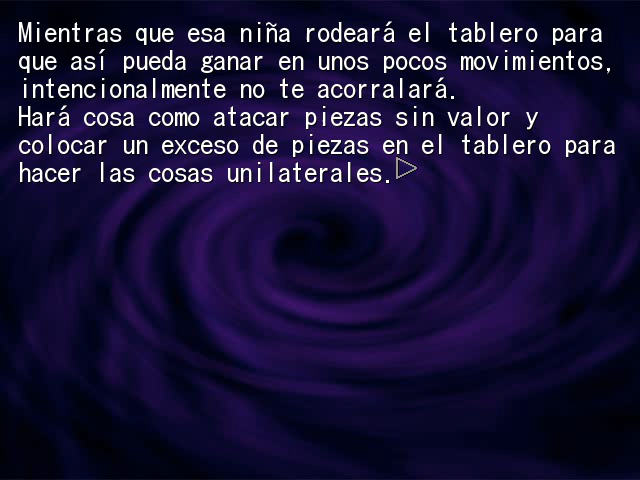 Mientras que esa niña rodeará el tablero para
que así pueda ganar en unos pocos movimientos,
intencionalmente no te acorralará.
Hará cosa como atacar piezas sin valor y
colocar un exceso de piezas en el tablero para
hacer las cosas unilaterales.